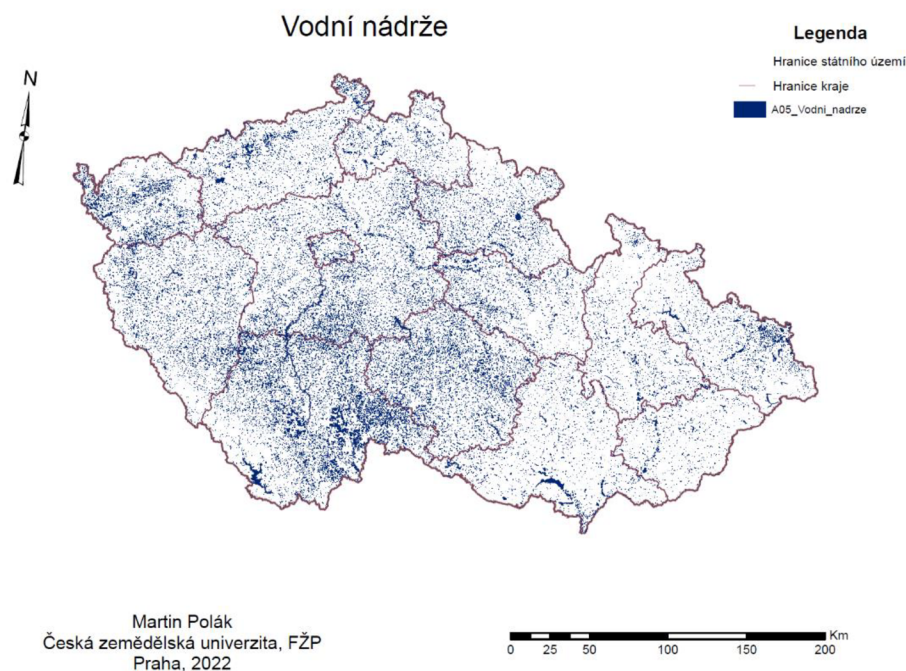 Vodní nádrže
Legenda
Hranice státního území
Hranice kraje
A05_Vodní_nadrze
N
Martin Polák
Česká zemědělská univerzita, FŽP
Praha, 2022
Km
0 25 50 100 150 200